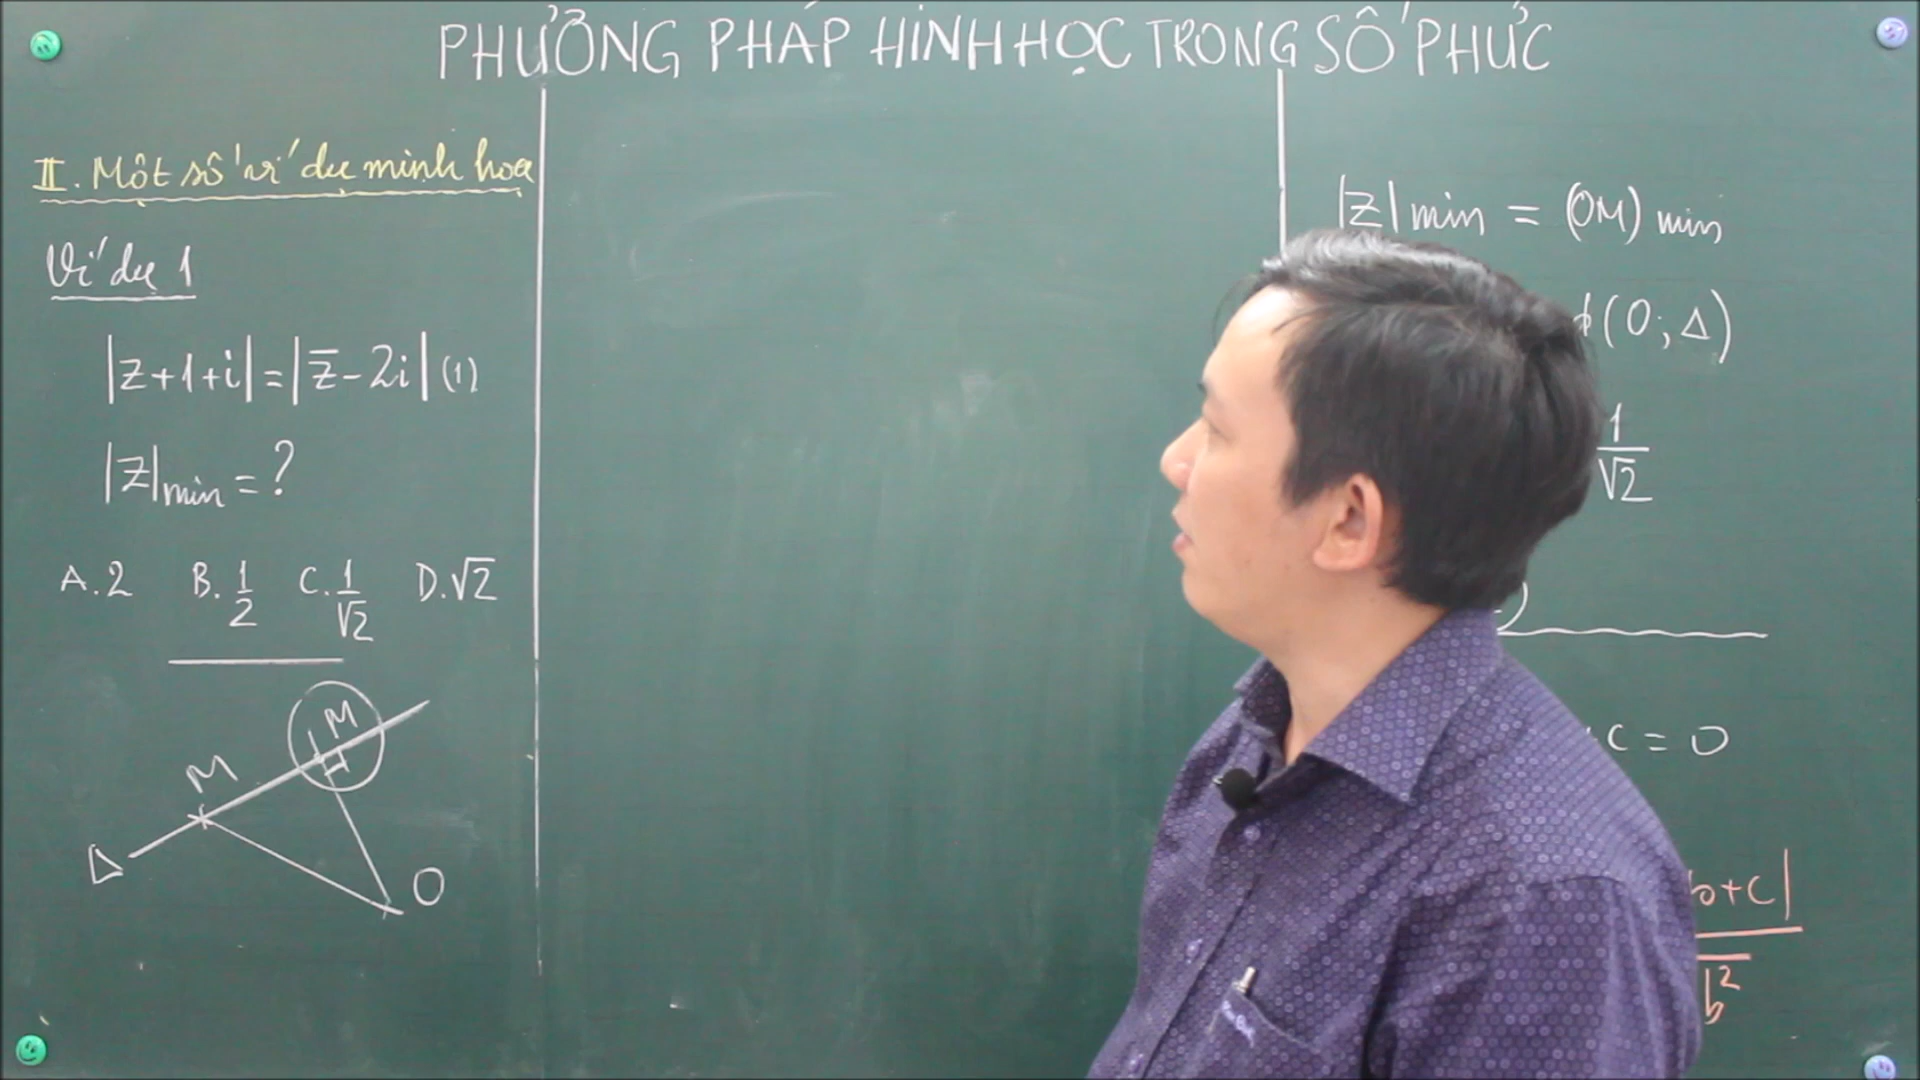 PHƯƠNG PHÁP HÌNH HỌC TRONG SỐ PHỨC
II. Một số ví dụ minh hoạ
Ví dụ 1
|z+1+i|=|z̄-2i| (1)
|z|min = ?
A. 2 B. 1/2 C. 1/√2 D. √2
M
M
Δ
O
|z|min = (OM) min
(O; Δ)
1/√2
c = 0
+c|
b²